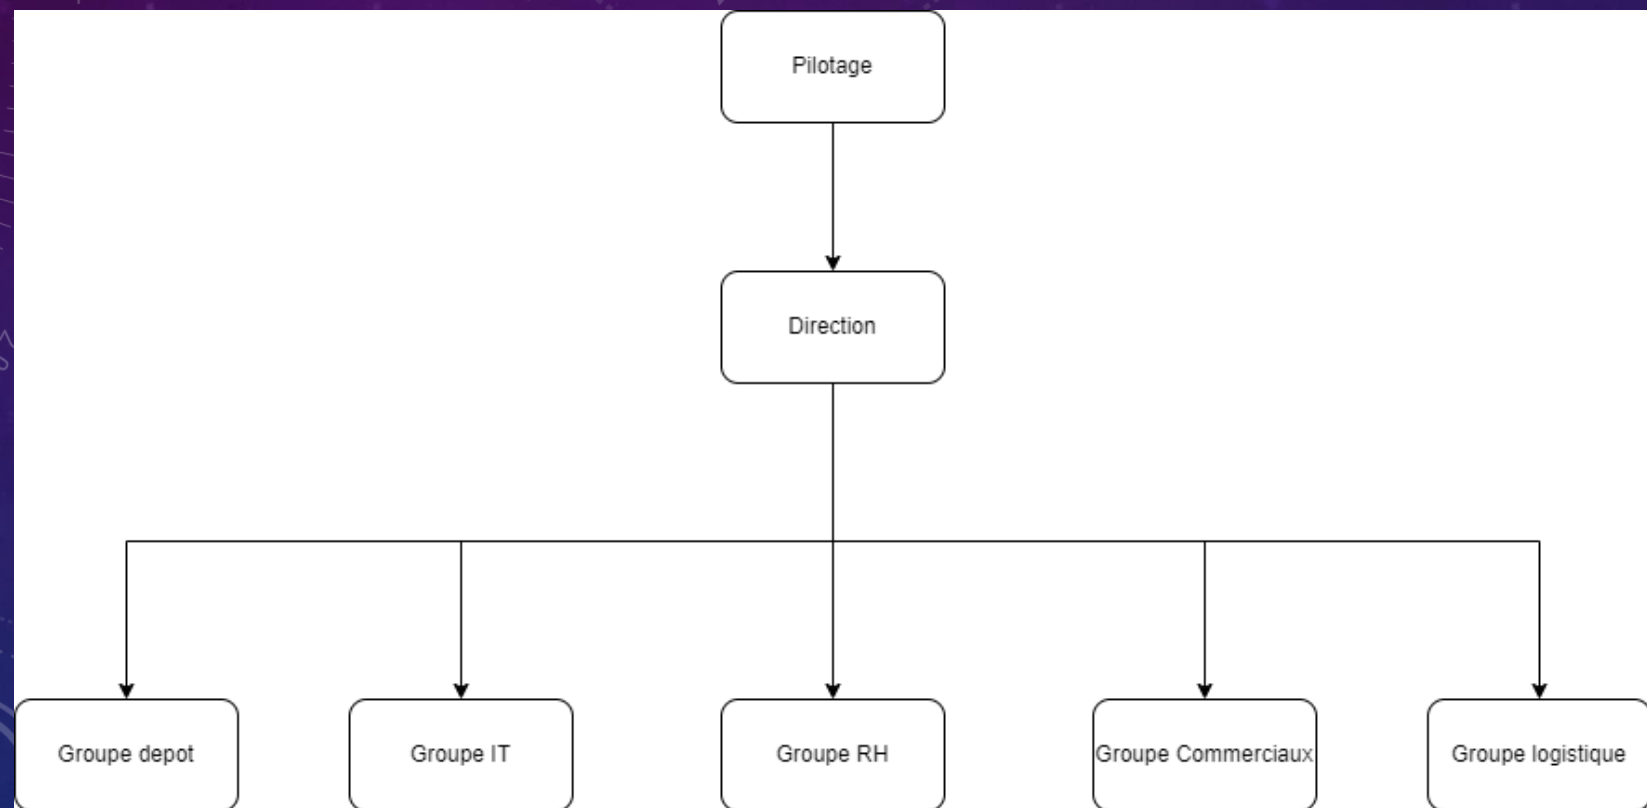 Pilotage
Direction
Groupe depot
Groupe IT
Groupe RH
Groupe Commerciaux
Groupe logistique